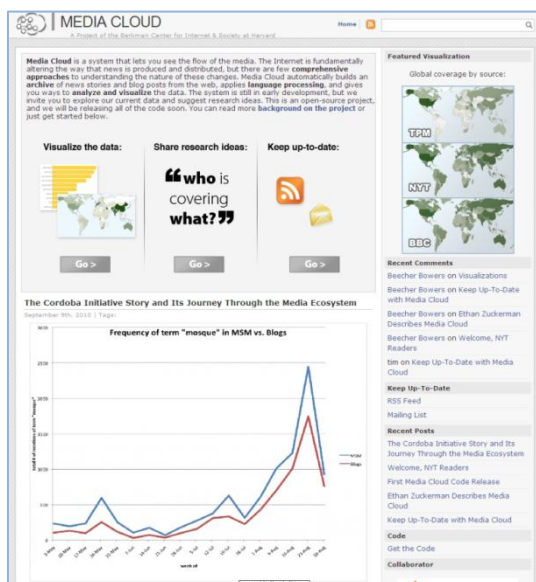 MEDIA CLOUD
A Project of the Berkman Center for Internet & Society at Harvard
Home
Media Cloud is a system that lets you see the flow of the media. The Internet is fundamentally
altering the way that news is produced and distributed, but there are few comprehensive
approaches to understanding the nature of these changes. Media Cloud automatically builds an
archive of news stories and blog posts from the web, applies language processing, and gives
you ways to analyze and visualize the data. The system is still in early development, but we
invite you to explore our current data and suggest research ideas. This is an open-source project,
and we will be releasing all of the code soon. You can read more background on the project or
just get started below.
Visualize the data:
Go >
Share research ideas:
“who is
covering
what?”
Go >
Keep up-to-date:
Go >
The Cordoba Initiative Story and Its Journey Through the Media Ecosystem
September 9th, 2010 | Tags:
Frequency of term "mosque" in MSM vs. Blogs
MSM
Blogs
week of
Featured Visualization
Global coverage by source:
TPM
NYT
BBC
Recent Comments
Beecher Bowers on Visualizations
Beecher Bowers on Keep Up-To-Date
with Media Cloud
Beecher Bowers on Ethan Zuckerman
Describes Media Cloud
Beecher Bowers on Welcome, NYT
Readers
tim on Keep Up-To-Date with Media
Cloud
Keep Up-To-Date
RSS Feed
Mailing List
Recent Posts
The Cordoba Initiative Story and Its
Journey Through the Media Ecosystem
Welcome, NYT Readers
First Media Cloud Code Release
Ethan Zuckerman Describes Media
Cloud
Keep Up-To-Date with Media Cloud
Code
Get the Code
Collaborator